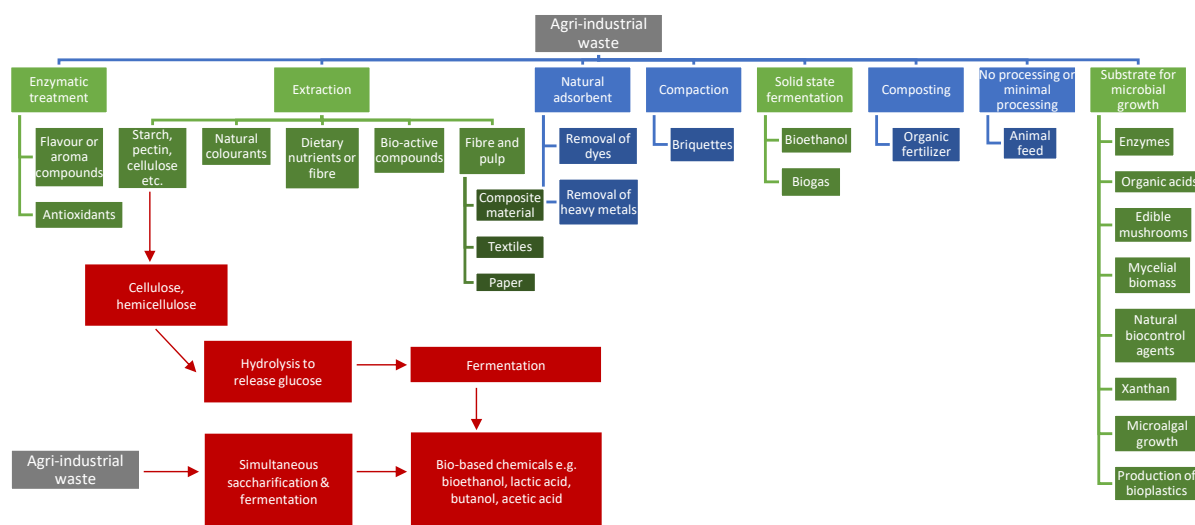 Agri-industrial
waste
Enzymatic
treatment
Extraction
Natural
adsorbent
Compaction
Solid state
fermentation
Composting
No processing or
minimal
processing
Substrate for
microbial growth
Flavour or
aroma
compounds
Antioxidants
Starch,
pectin,
cellulose
etc.
Natural
colourants
Dietary
nutrients or
fibre
Bio-active
compounds
Fibre and
pulp
Composite
material
Textiles
Paper
Removal of
dyes
Removal of
heavy metals
Briquettes
Bioethanol
Biogas
Organic
fertilizer
Animal
feed
Enzymes
Organic acids
Edible
mushrooms
Mycelial
biomass
Natural
biocontrol
agents
Xanthan
Microalgal
growth
Production of
bioplastics
Cellulose,
hemicellulose
Hydrolysis to
release glucose
Fermentation
Agri-industrial
waste
Simultaneous
saccharification &
fermentation
Bio-based chemicals e.g.
bioethanol, lactic acid,
butanol, acetic acid